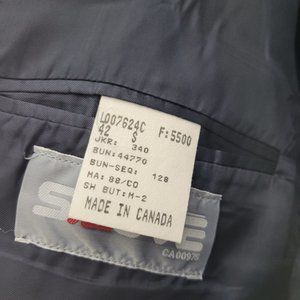 L007624C F:5500
42 S
JKR: 340
BUN:44770
BUN-SEQ: 128
MA: 88/CO
SH BUT: M-2
MADE IN CANADA
CA00975